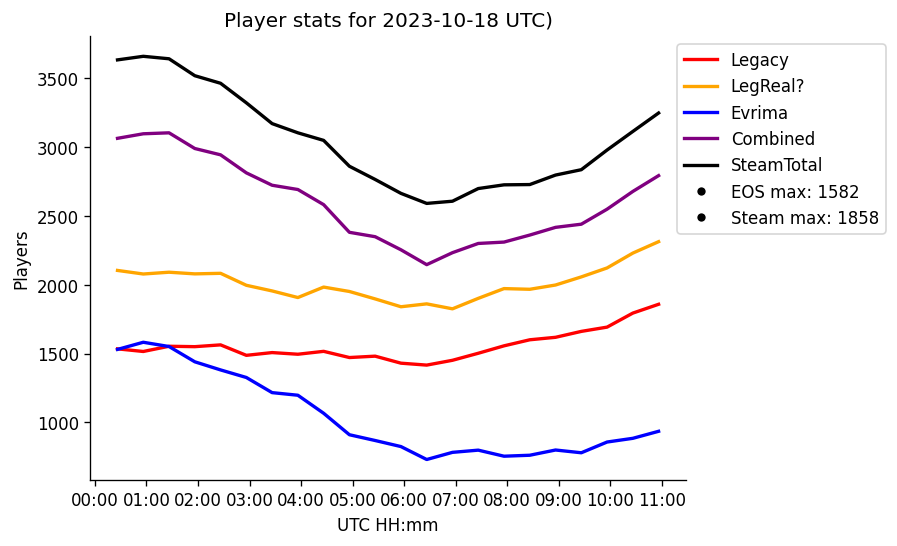 Player stats for 2023-10-18 UTC)
Legacy
LegReal?
Evrima
Combined
SteamTotal
EOS max: 1582
Steam max: 1858
Players
3500
3000
2500
2000
1500
1000
00:00 01:00 02:00 03:00 04:00 05:00 06:00 07:00 08:00 09:00 10:00 11:00
UTC HH:mm